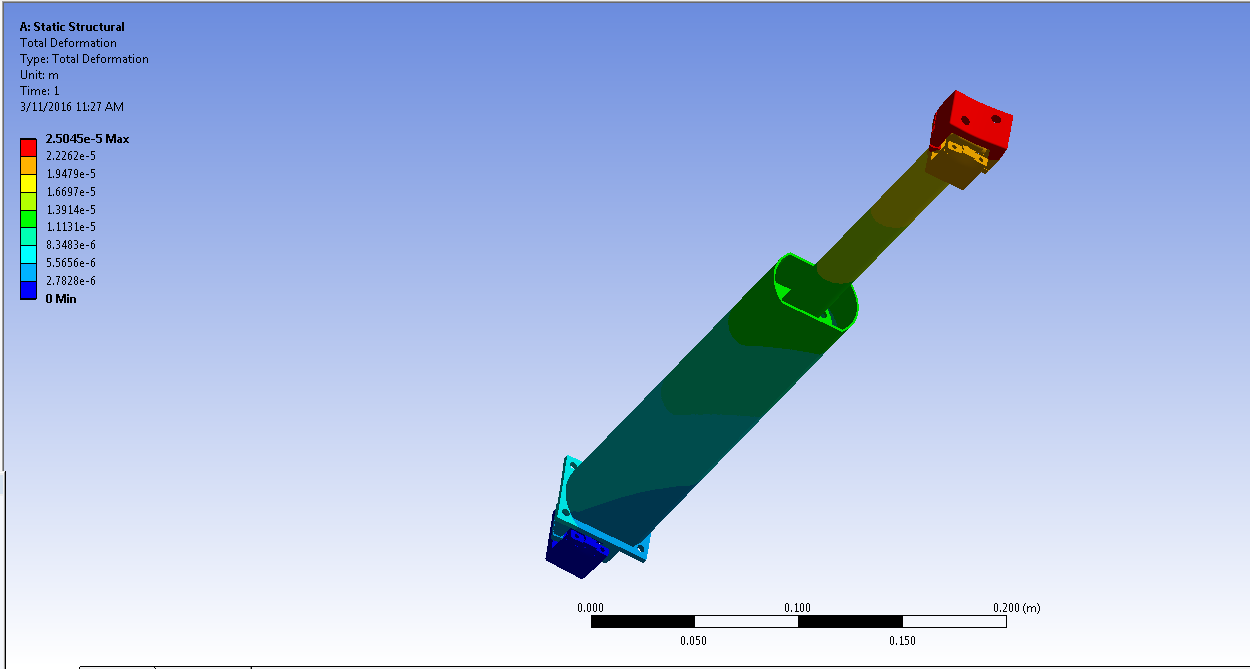 A: Static Structural
Total Deformation
Type: Total Deformation
Unit: m
Time: 1
3/11/2016 11:27 AM
2.5045e-5 Max
2.2262e-5
1.9479e-5
1.6697e-5
1.3914e-5
1.1131e-5
8.3483e-6
5.5656e-6
2.7828e-6
0 Min
0.000 0.100 0.200 (m)
0.050 0.150